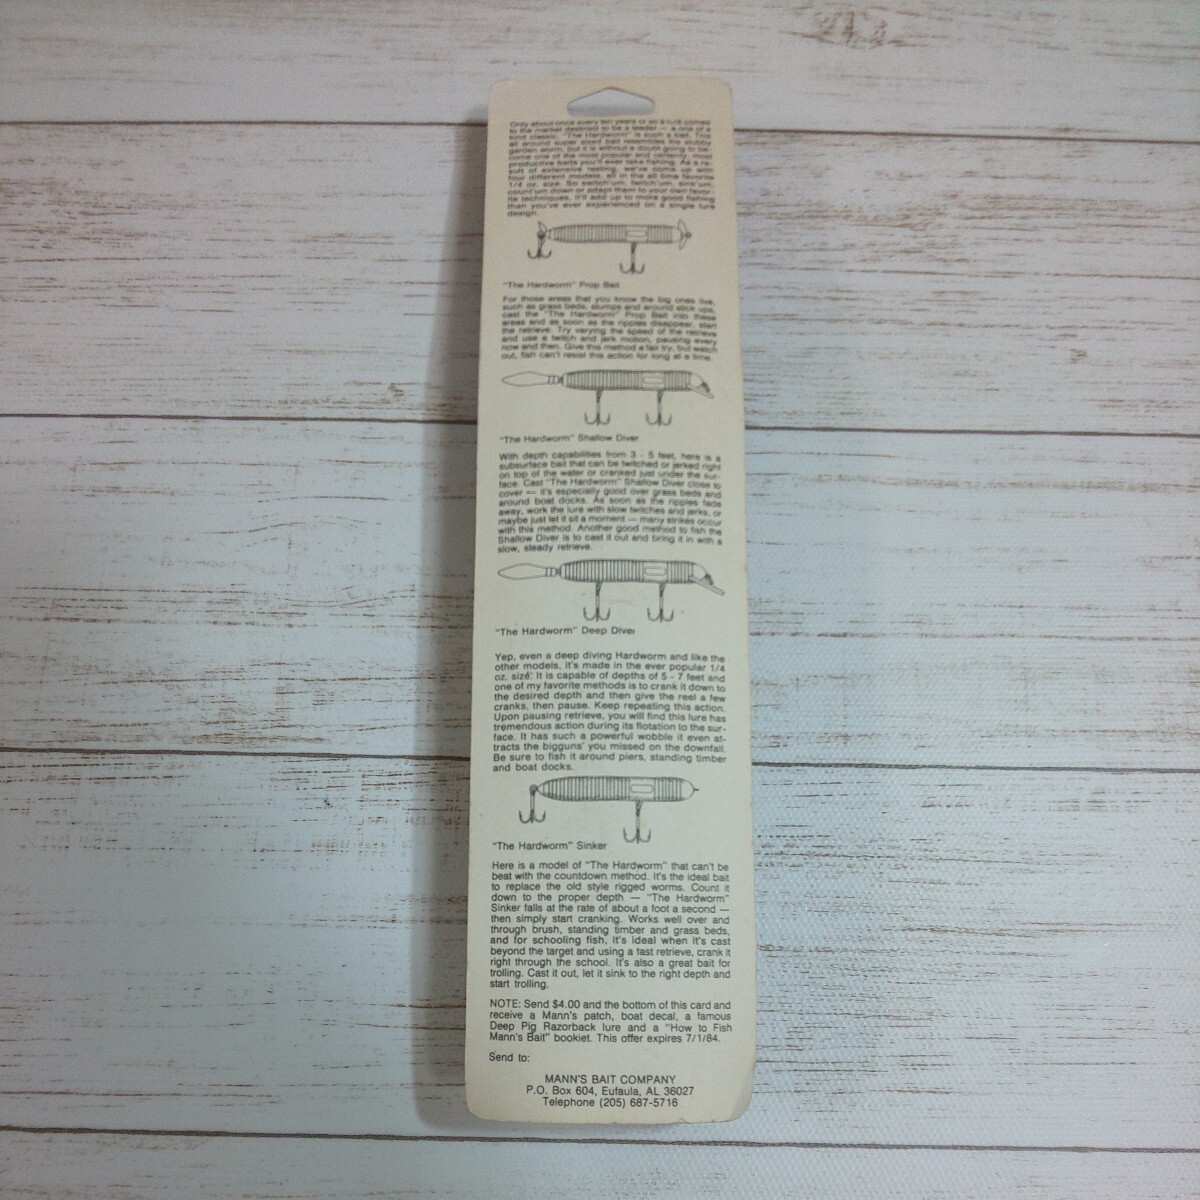 Only about once every ten years or so a lure comes
to the market destined to be a leader — a one of a
kind classic. "The Hardworm" is such a bait. This
all around super sized bait resembles the stubby
garden worm, but it is without a doubt going to be-
come one of the most popular and certainly, most
productive baits you'll ever take fishing. As a re-
sult of extensive testing, we've come up with
four different models, all in the all time favorite
1/4 oz. size. So switch'um, twitch'um, sink'um,
count'um down or adapt them to your own favor-
ite techniques, it'll add up to more good fishing
than you've ever experienced on a single lure
design.
"The Hardworm" Prop Bait
For those areas that you know the big ones live,
such as grass beds, stumps and around stick ups,
cast the "The Hardworm" Prop Bait into these
areas and as soon as the ripples disappear, start
the retrieve. Try varying the speed of the retrieve
and use a twitch and jerk motion, pausing every
now and then. Give this method a fair try, but watch
out, fish can't resist this action for long at a time.
"The Hardworm" Shallow Diver
With depth capabilities from 3 - 5 feet, here is a
subsurface bait that can be twitched or jerked right
on top of the water or cranked just under the sur-
face. Cast "The Hardworm" Shallow Diver close to
cover — it's especially good over grass beds and
around boat docks. As soon as the ripples fade
away, work the lure with slow twitches and jerks, or
maybe just let it sit a moment — many strikes occur
with this method. Another good method to fish the
Shallow Diver is to cast it out and bring it in with a
slow, steady retrieve.
"The Hardworm" Deep Diver
Yep, even a deep diving Hardworm and like the
other models, it's made in the ever popular 1/4
oz. size. It is capable of depths of 5 - 7 feet and
one of my favorite methods is to crank it down to
the desired depth and then give the reel a few
cranks, then pause. Keep repeating this action.
Upon pausing retrieve, you will find this lure has
tremendous action during its flotation to the sur-
face. It has such a powerful wobble it even at-
tracts the bigguns' you missed on the downfall.
Be sure to fish it around piers, standing timber
and boat docks.
"The Hardworm" Sinker
Here is a model of "The Hardworm" that can't be
beat with the countdown method. It's the ideal bait
to replace the old style rigged worms. Count it
down to the proper depth — "The Hardworm"
Sinker falls at the rate of about a foot a second —
then simply start cranking. Works well over and
through brush, standing timber and grass beds,
and for schooling fish, it's ideal when it's cast
beyond the target and using a fast retrieve, crank it
right through the school. It's also a great bait for
trolling. Cast it out, let it sink to the right depth and
start trolling.
NOTE: Send $4.00 and the bottom of this card and
receive a Mann's patch, boat decal, a famous
Deep Pig Razorback lure and a "How to Fish
Mann's Bait" booklet. This offer expires 7/1/84.
Send to:
MANN'S BAIT COMPANY
P.O. Box 604, Eufaula, AL 36027
Telephone (205) 687-5716